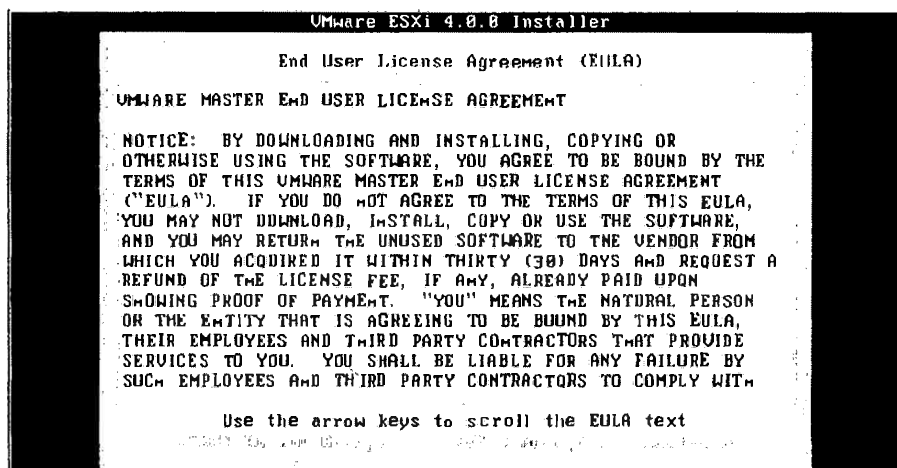 VMware ESXi 4.0.0 Installer
End User License Agreement (EULA)
VMWARE MASTER END USER LICENSE AGREEMENT
NOTICE: BY DOWNLOADING AND INSTALLING, COPYING OR
OTHERWISE USING THE SOFTWARE, YOU AGREE TO BE BOUND BY THE
TERMS OF THIS VMWARE MASTER END USER LICENSE AGREEMENT
("EULA"). IF YOU DO NOT AGREE TO THE TERMS OF THIS EULA,
YOU MAY NOT DOWNLOAD, INSTALL, COPY OR USE THE SOFTWARE,
AND YOU MAY RETURN THE UNUSED SOFTWARE TO THE VENDOR FROM
WHICH YOU ACQUIRED IT WITHIN THIRTY (30) DAYS AND REQUEST A
REFUND OF THE LICENSE FEE, IF ANY, ALREADY PAID UPON
SHOWING PROOF OF PAYMENT. "YOU" MEANS THE NATURAL PERSON
OR THE ENTITY THAT IS AGREEING TO BE BOUND BY THIS EULA,
THEIR EMPLOYEES AND THIRD PARTY CONTRACTORS THAT PROVIDE
SERVICES TO YOU. YOU SHALL BE LIABLE FOR ANY FAILURE BY
SUCH EMPLOYEES AND THIRD PARTY CONTRACTORS TO COMPLY WITH
Use the arrow keys to scroll the EULA text